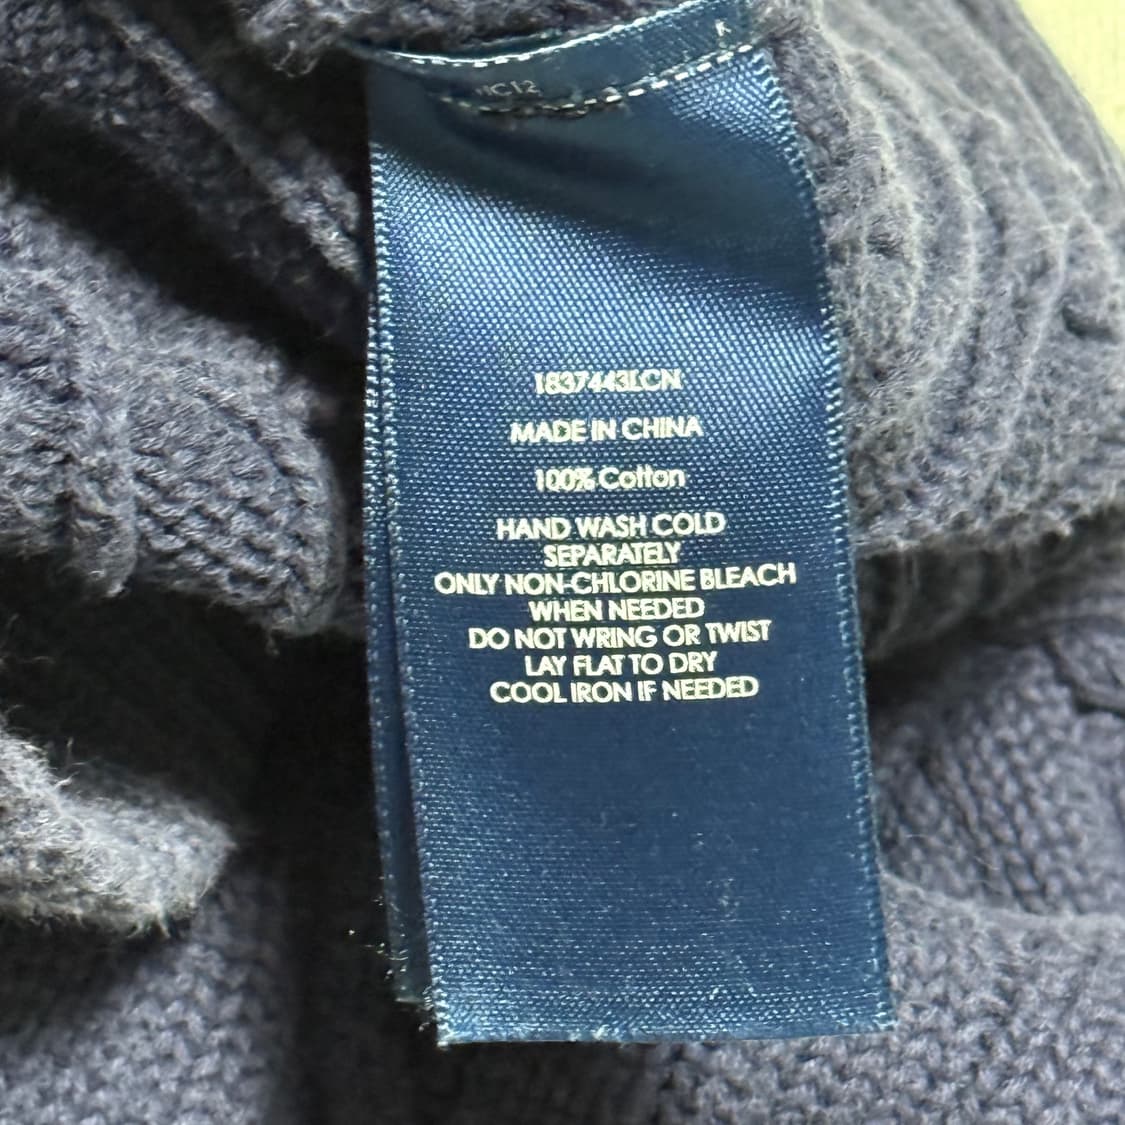 1837443LCN
MADE IN CHINA
100% Cotton
HAND WASH COLD
SEPARATELY
ONLY NON-CHLORINE BLEACH
WHEN NEEDED
DO NOT WRING OR TWIST
LAY FLAT TO DRY
COOL IRON IF NEEDED